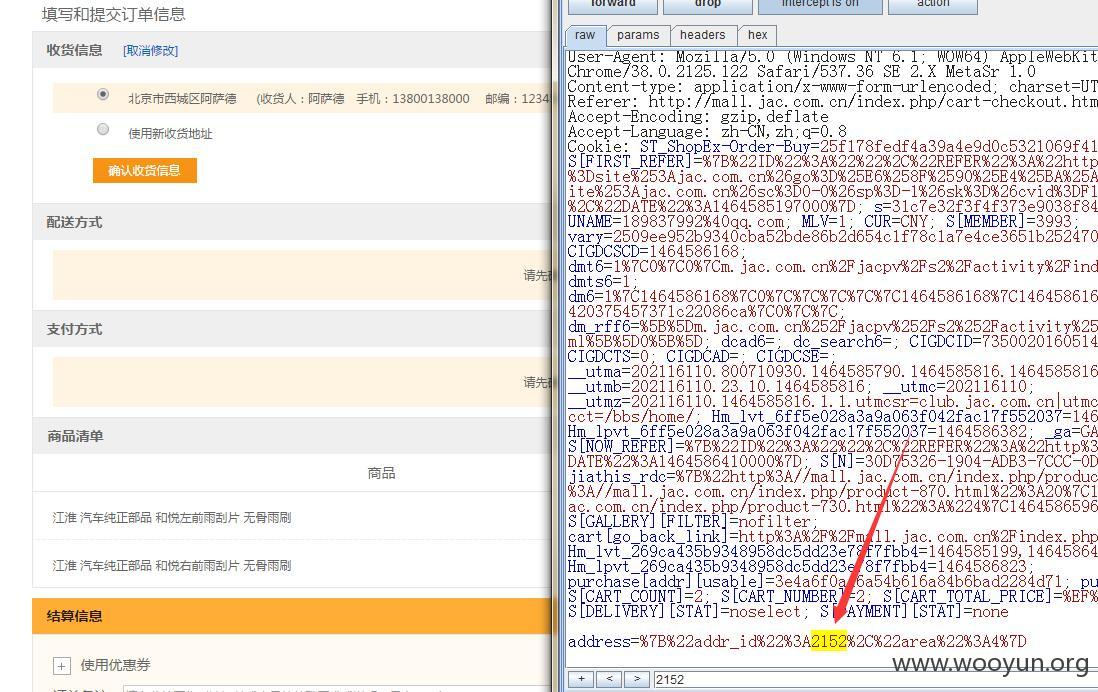 填写和提交订单信息
收货信息 [取消修改]
北京市西城区阿萨德 (收货人：阿萨德 手机：13800138000 邮编：1234
使用新收货地址
确认收货信息
配送方式
请先
支付方式
请先
商品清单
商品
江淮 汽车纯正部品 和悦左前雨刮片 无骨雨刷
江淮 汽车纯正部品 和悦右前雨刮片 无骨雨刷
结算信息
+ 使用优惠券
forward drop intercept is on action
raw params headers hex
User-Agent: Mozilla/5.0 (Windows NT 6.1; WOW64) AppleWebKit
Chrome/38.0.2125.122 Safari/537.36 SE 2.X MetaSr 1.0
Content-type: application/x-www-form-urlencoded; charset=UT
Referer: http://mall.jac.com.cn/index.php/cart-checkout.htm
Accept-Encoding: gzip,deflate
Accept-Language: zh-CN,zh;q=0.8
Cookie: ST_ShopEx-Order-Buy=25f178fedf4a39a4e9d0c5321069f41
S[FIRST_REFER]=%7B%22ID%22%3A%22%22%2C%22REFER%22%3A%22http
%3Dsite%253Ajac.com.cn%26go%3D%25E6%258F%2590%25E4%25BA%25A
ite%253Ajac.com.cn%26sc%3D0-0%26sp%3D-1%26sk%3D%26cvid%3DF1
%2C%22DATE%22%3A1464585197000%7D; s=31c7e32f3f4f373e9038f84
UNAME=189837992%40qq.com; MLV=1; CUR=CNY; S[MEMBER]=3993;
vary=2509ee952b9340cba52bde86b2d654c1f78c1a7e4ce3651b252470
CIGDCSCD=1464586168;
dmt6=1%7C0%7C0%7Cm.jac.com.cn%2Fjacpv%2Fs2%2Factivity%2Find
dmts6=1;
dm6=1%7C1464586168%7C0%7C%7C%7C%7C%7C1464586168%7C146458616
420375457371c22086ca%7C0%7C%7C;
dm_rff6=%5B%5Dm.jac.com.cn%252Fjacpv%252Fs2%252Factivity%25
ml%5B%5D0%5B%5D; dcad6=; dc_search6=; CIGDCID=7350020160514
CIGDCTS=0; CIGDCAD=; CIGDCSE=;
__utma=202116110.800710930.1464585790.1464585816.1464585816
__utmb=202116110.23.10.1464585816; __utmc=202116110;
__utmz=202116110.1464585816.1.1.utmcsr=club.jac.com.cn|utmc
cct=/bbs/home/; Hm_lvt_6ff5e028a3a9a063f042fac17f552037=146
Hm_lpvt_6ff5e028a3a9a063f042fac17f552037=1464586382; _ga=GA
S[NOW_REFER]=%7B%22ID%22%3A%22%22%2C%22REFER%22%3A%22http%3
DATE%22%3A1464586410000%7D; S[N]=30D75326-1904-ADB3-7CCC-0D
jiathis_rdc=%7B%22http%3A//mall.jac.com.cn/index.php/produc
%3A//mall.jac.com.cn/index.php/product-870.html%22%3A20%7C1
ac.com.cn/index.php/product-730.html%22%3A%224%7C1464586596
S[GALLERY][FILTER]=nofilter;
cart[go_back_link]=http%3A%2F%2Fmall.jac.com.cn%2Findex.php
Hm_lvt_269ca435b9348958dc5dd23e78f7fbb4=1464585199,14645864
Hm_lpvt_269ca435b9348958dc5dd23e78f7fbb4=1464586823;
S[CART_COUNT]=2; S[CART_NUMBER]=2; S[CART_TOTAL_PRICE]=%EF%
S[DELIVERY][STAT]=noselect; S[PAYMENT][STAT]=none
address=%7B%22addr_id%22%3A2152%2C%22area%22%3A4%7D
www.wooyun.org
+ < > 2152